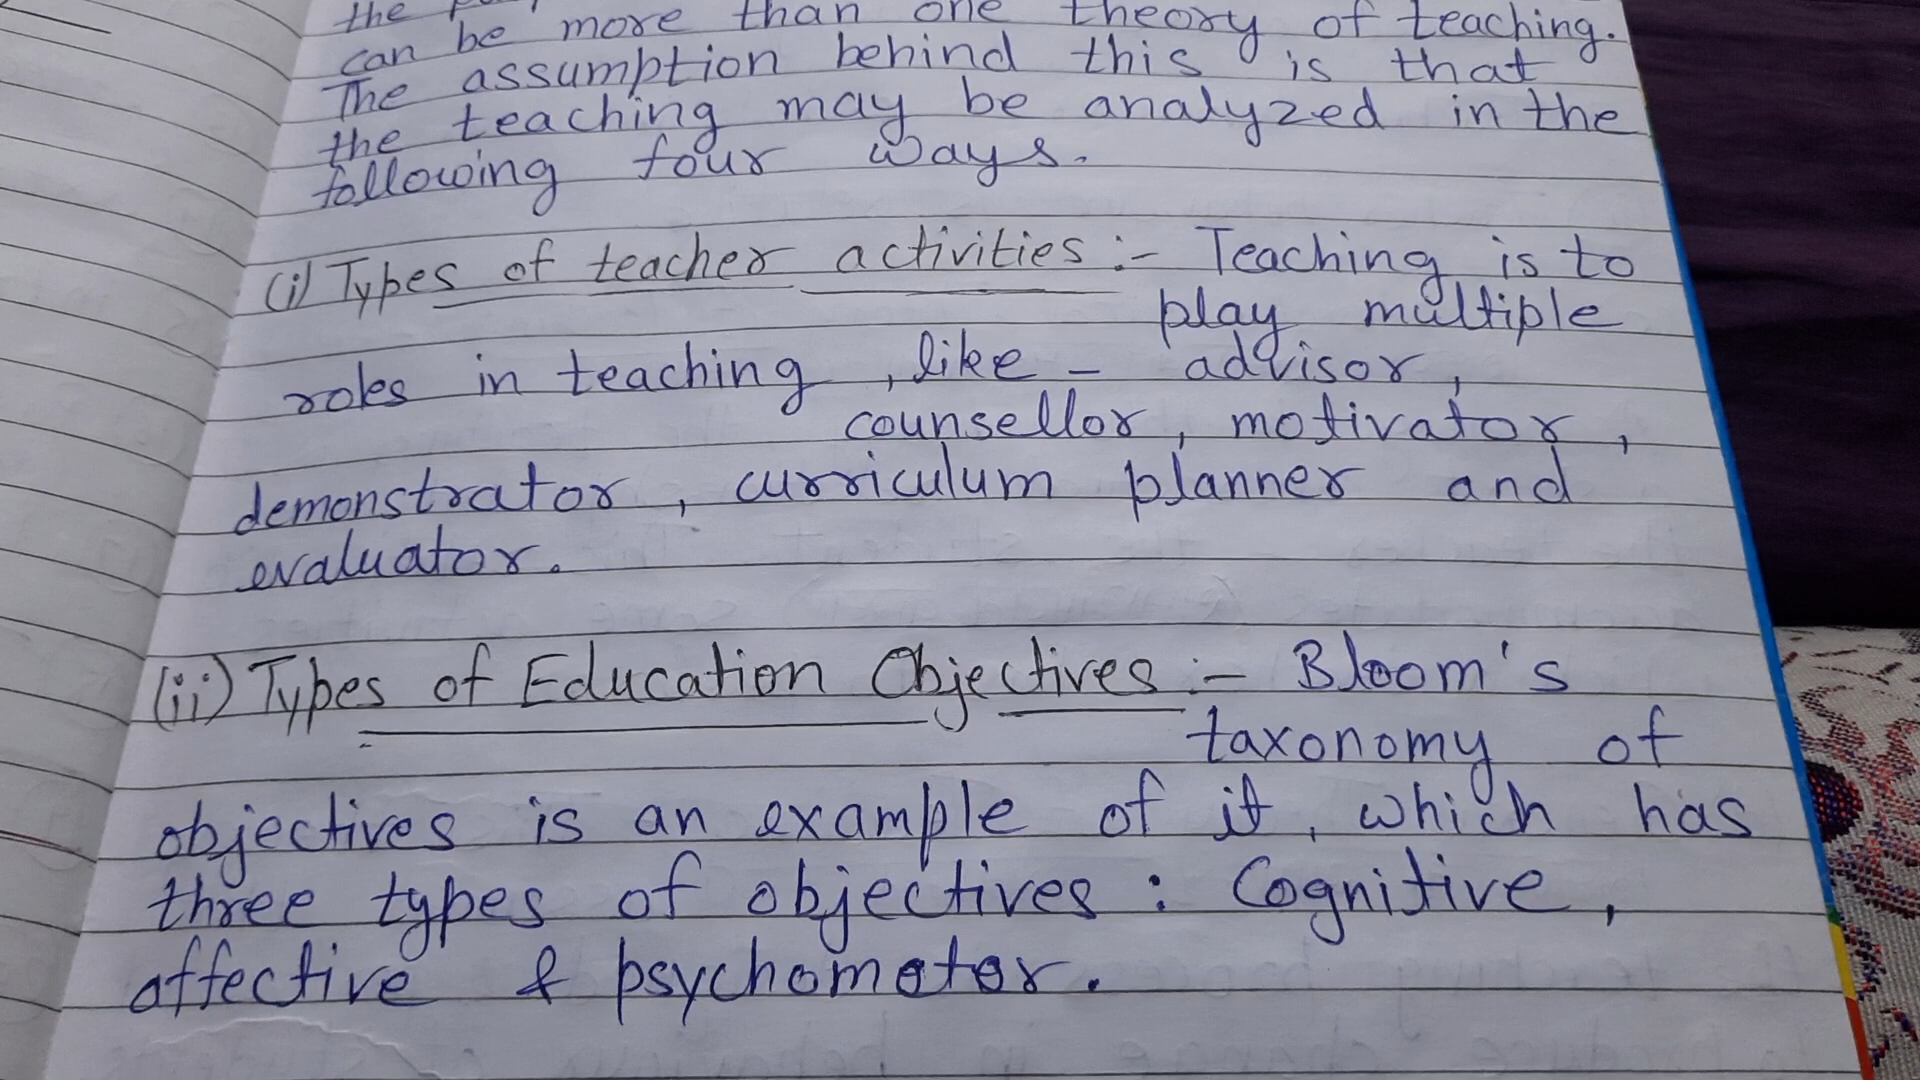 the
can be more than one theory of teaching.
The assumption behind this is that
the teaching may be analyzed in the
following four ways.
(i) Types of teacher activities :- Teaching is to
play multiple
roles in teaching , like - advisor,
counsellor, motivator,
demonstrator, curriculum planner and
evaluator.
(ii) Types of Education Objectives :- Bloom's
taxonomy of
objectives is an example of it, which has
three types of objectives : Cognitive,
affective & psychomotor.